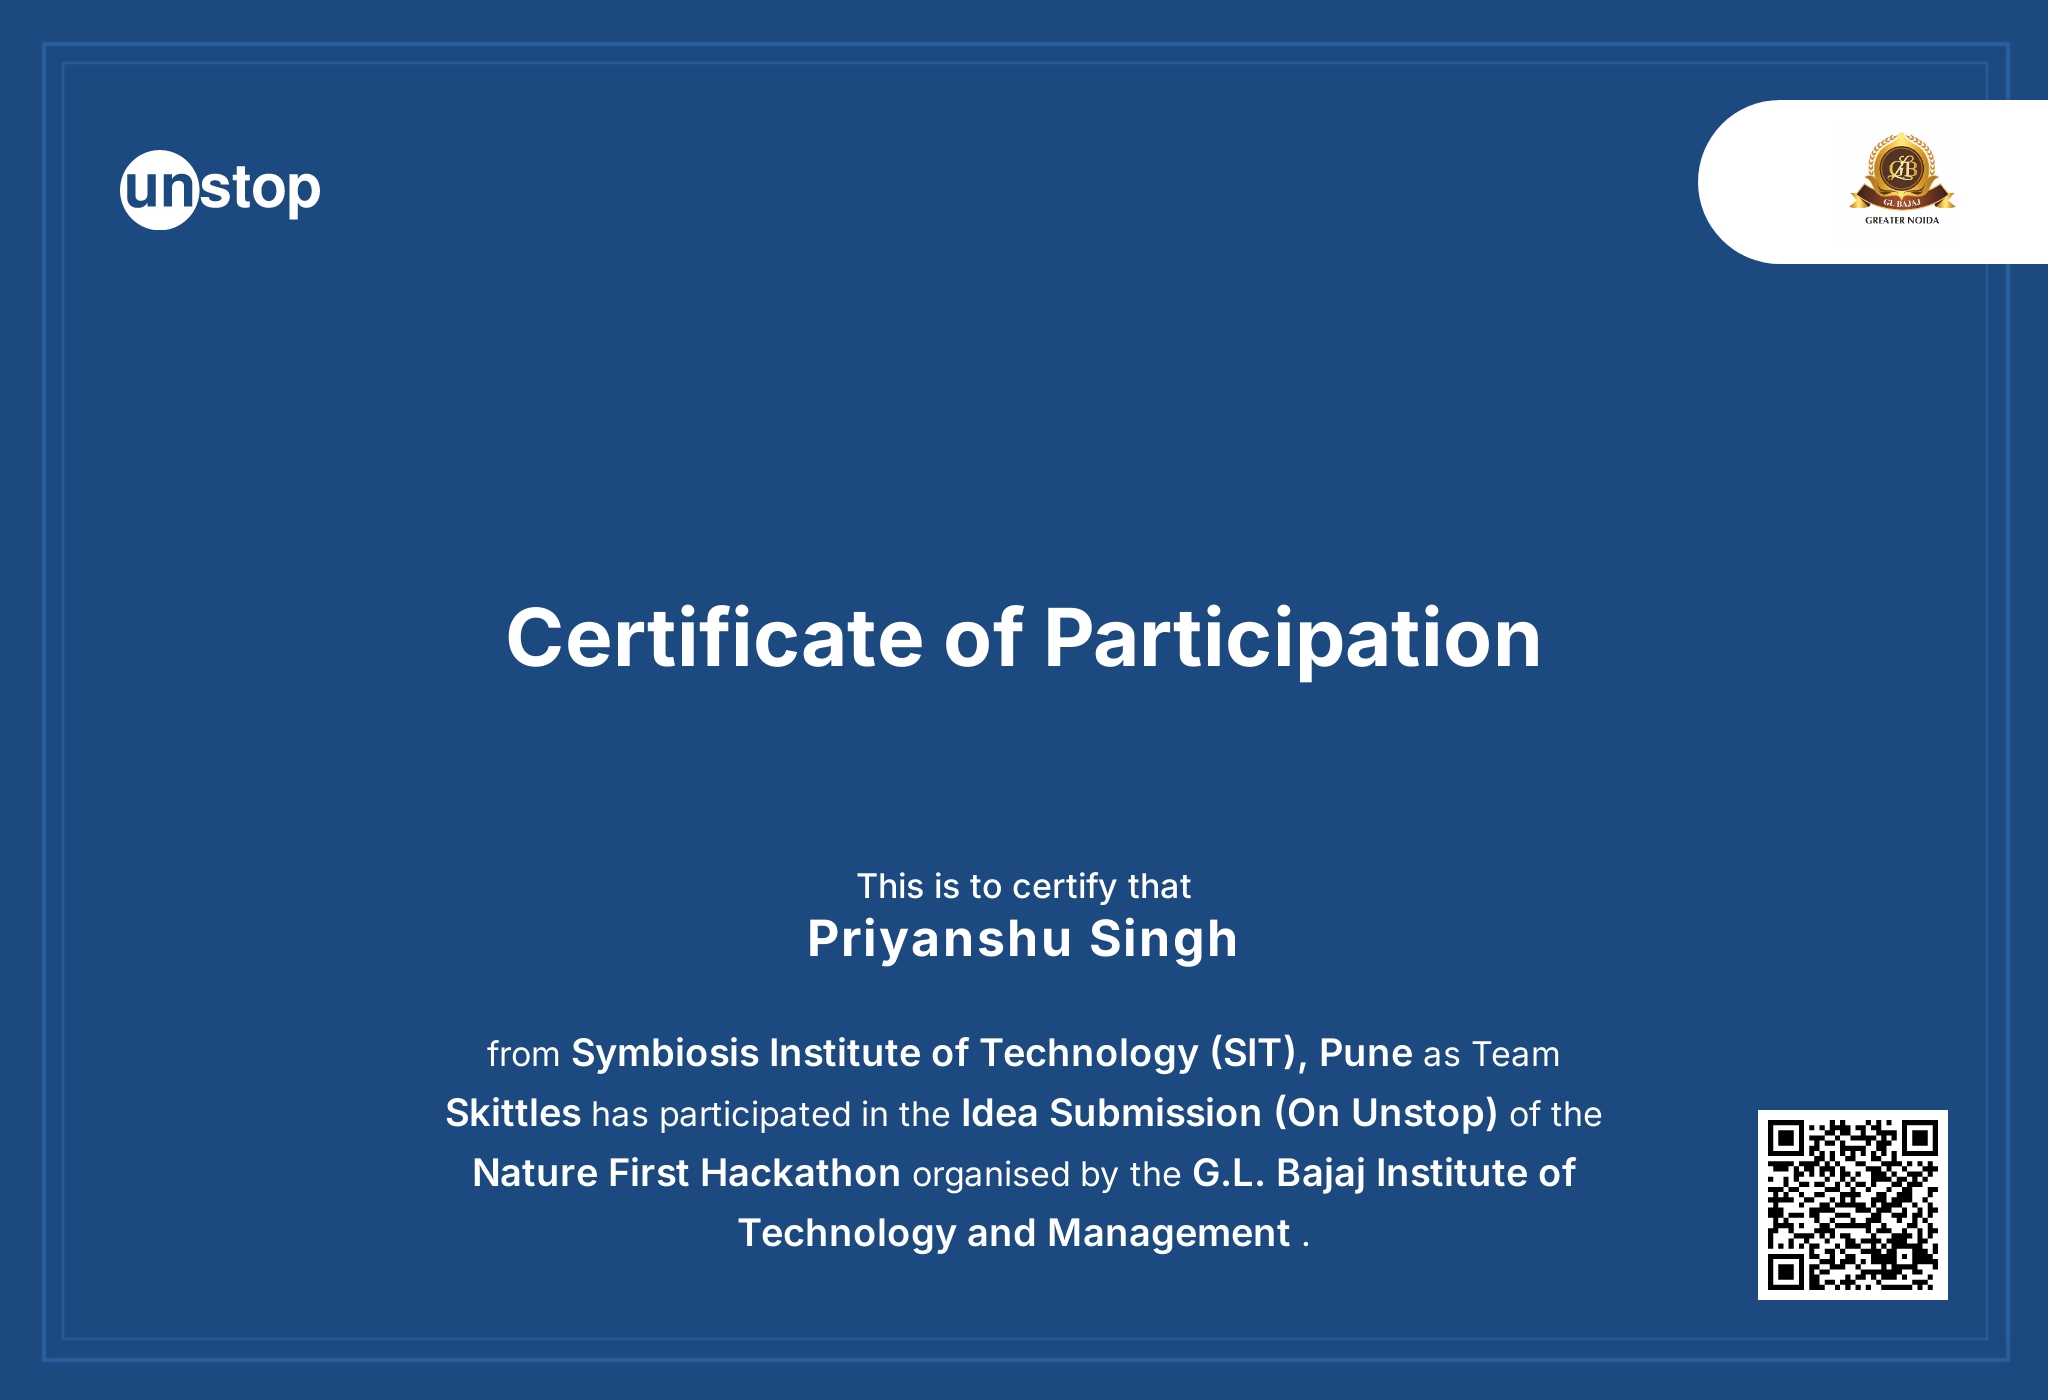 unstop
GLB
GL BAJAJ
GREATER NOIDA
Certificate of Participation
This is to certify that
Priyanshu Singh
from Symbiosis Institute of Technology (SIT), Pune as Team
Skittles has participated in the Idea Submission (On Unstop) of the
Nature First Hackathon organised by the G.L. Bajaj Institute of
Technology and Management .